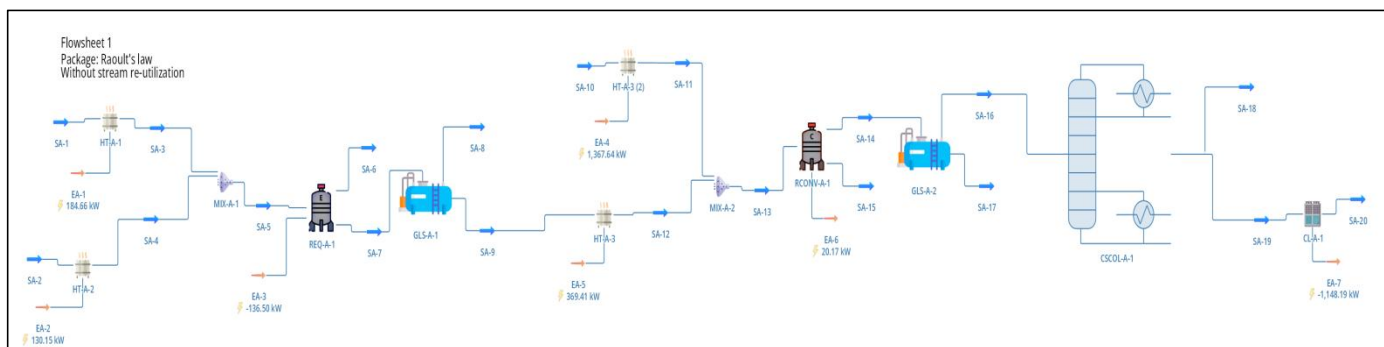 Flowsheet 1
Package: Raoult's law
Without stream re-utilization
SA-1
HT-A-1
SA-3
EA-1
184.66 kW
SA-2
HT-A-2
SA-4
EA-2
130.15 kW
MIX-A-1
SA-5
E
REQ-A-1
SA-6
SA-7
EA-3
-136.50 kW
GLS-A-1
SA-8
SA-9
SA-10
HT-A-3 (2)
SA-11
EA-4
1,367.64 kW
HT-A-3
SA-12
EA-5
369.41 kW
MIX-A-2
SA-13
C
RCONV-A-1
SA-14
SA-15
EA-6
20.17 kW
GLS-A-2
SA-16
SA-17
CSCOL-A-1
SA-18
SA-19
CL-A-1
SA-20
EA-7
-1,148.19 kW